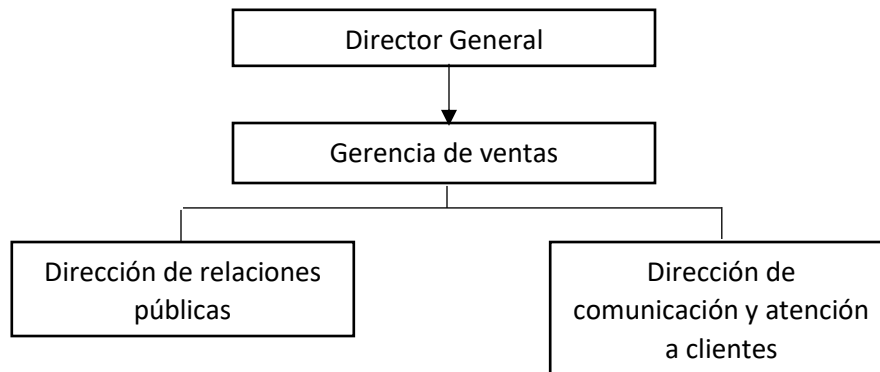 Director General
Gerencia de ventas
Dirección de relaciones
públicas
Dirección de
comunicación y atención
a clientes